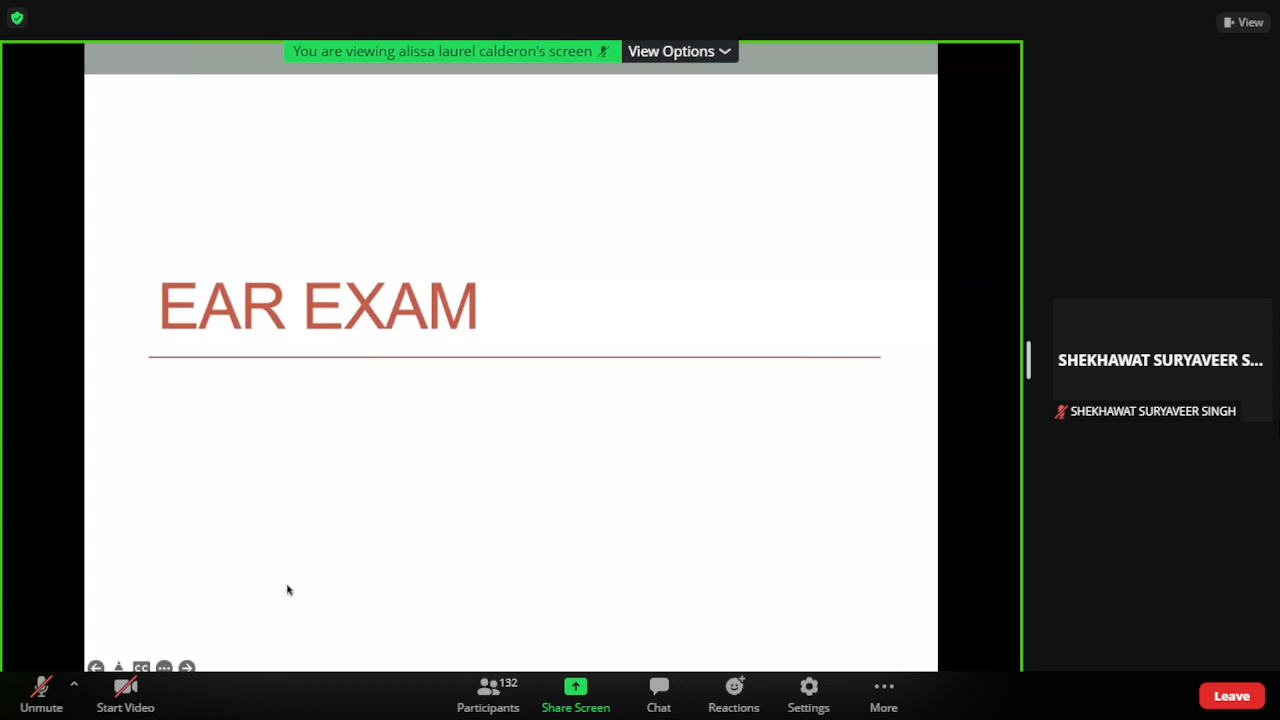 View
You are viewing alissa laurel calderon's screen
View Options
EAR EXAM
SHEKHAWAT SURYAVEER S...
SHEKHAWAT SURYAVEER SINGH
CC
Unmute
Start Video
132
Participants
Share Screen
Chat
Reactions
Settings
More
Leave